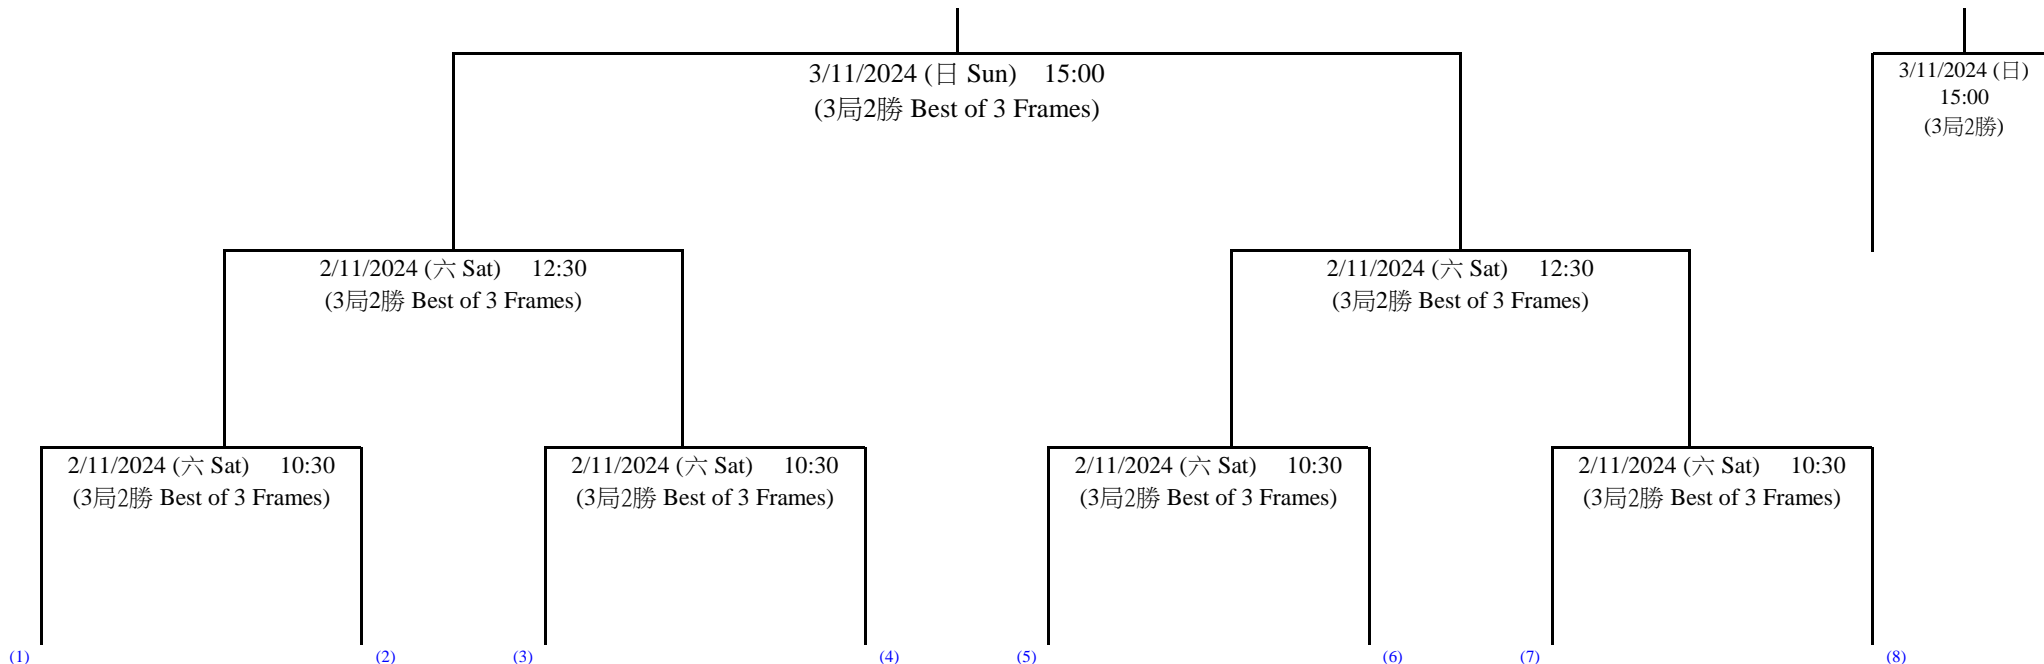 3/11/2024 (日 Sun) 15:00
(3局2勝 Best of 3 Frames)
3/11/2024 (日)
15:00
(3局2勝)
2/11/2024 (六 Sat) 12:30
(3局2勝 Best of 3 Frames)
2/11/2024 (六 Sat) 12:30
(3局2勝 Best of 3 Frames)
2/11/2024 (六 Sat) 10:30
(3局2勝 Best of 3 Frames)
2/11/2024 (六 Sat) 10:30
(3局2勝 Best of 3 Frames)
2/11/2024 (六 Sat) 10:30
(3局2勝 Best of 3 Frames)
2/11/2024 (六 Sat) 10:30
(3局2勝 Best of 3 Frames)
(1)
(2)
(3)
(4)
(5)
(6)
(7)
(8)